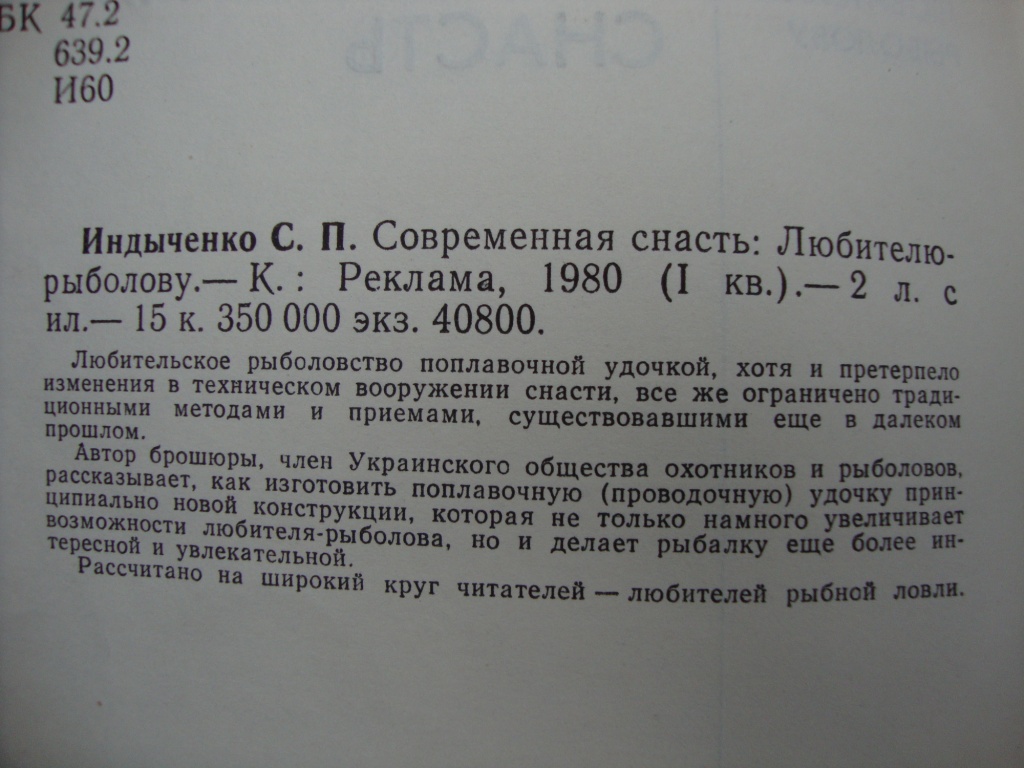 БК 47.2
639.2
И60
СНАСТЬ
Индыченко С. П. Современная снасть: Любителю-
рыболову.— К.: Реклама, 1980 (I кв.).— 2 л. с
ил.— 15 к. 350 000 экз. 40800.
Любительское рыболовство поплавочной удочкой, хотя и претерпело
изменения в техническом вооружении снасти, все же ограничено тради-
ционными методами и приемами, существовавшими еще в далеком
прошлом.
Автор брошюры, член Украинского общества охотников и рыболовов,
рассказывает, как изготовить поплавочную (проводочную) удочку прин-
ципиально новой конструкции, которая не только намного увеличивает
возможности любителя-рыболова, но и делает рыбалку еще более ин-
тересной и увлекательной.
Рассчитано на широкий круг читателей — любителей рыбной ловли.